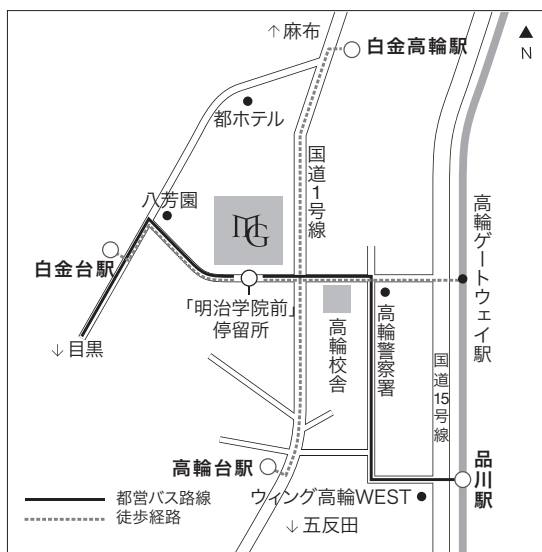 ↑麻布
白金高輪駅
▲
N
都ホテル
国道1号線
八芳園
MG
高輪ゲートウェイ駅
白金台駅
「明治学院前」
停留所
高輪校舎
高輪警察署
↓目黒
国道15号線
高輪台駅
品川駅
都営バス路線
ウィング高輪WEST
徒歩経路
↓五反田